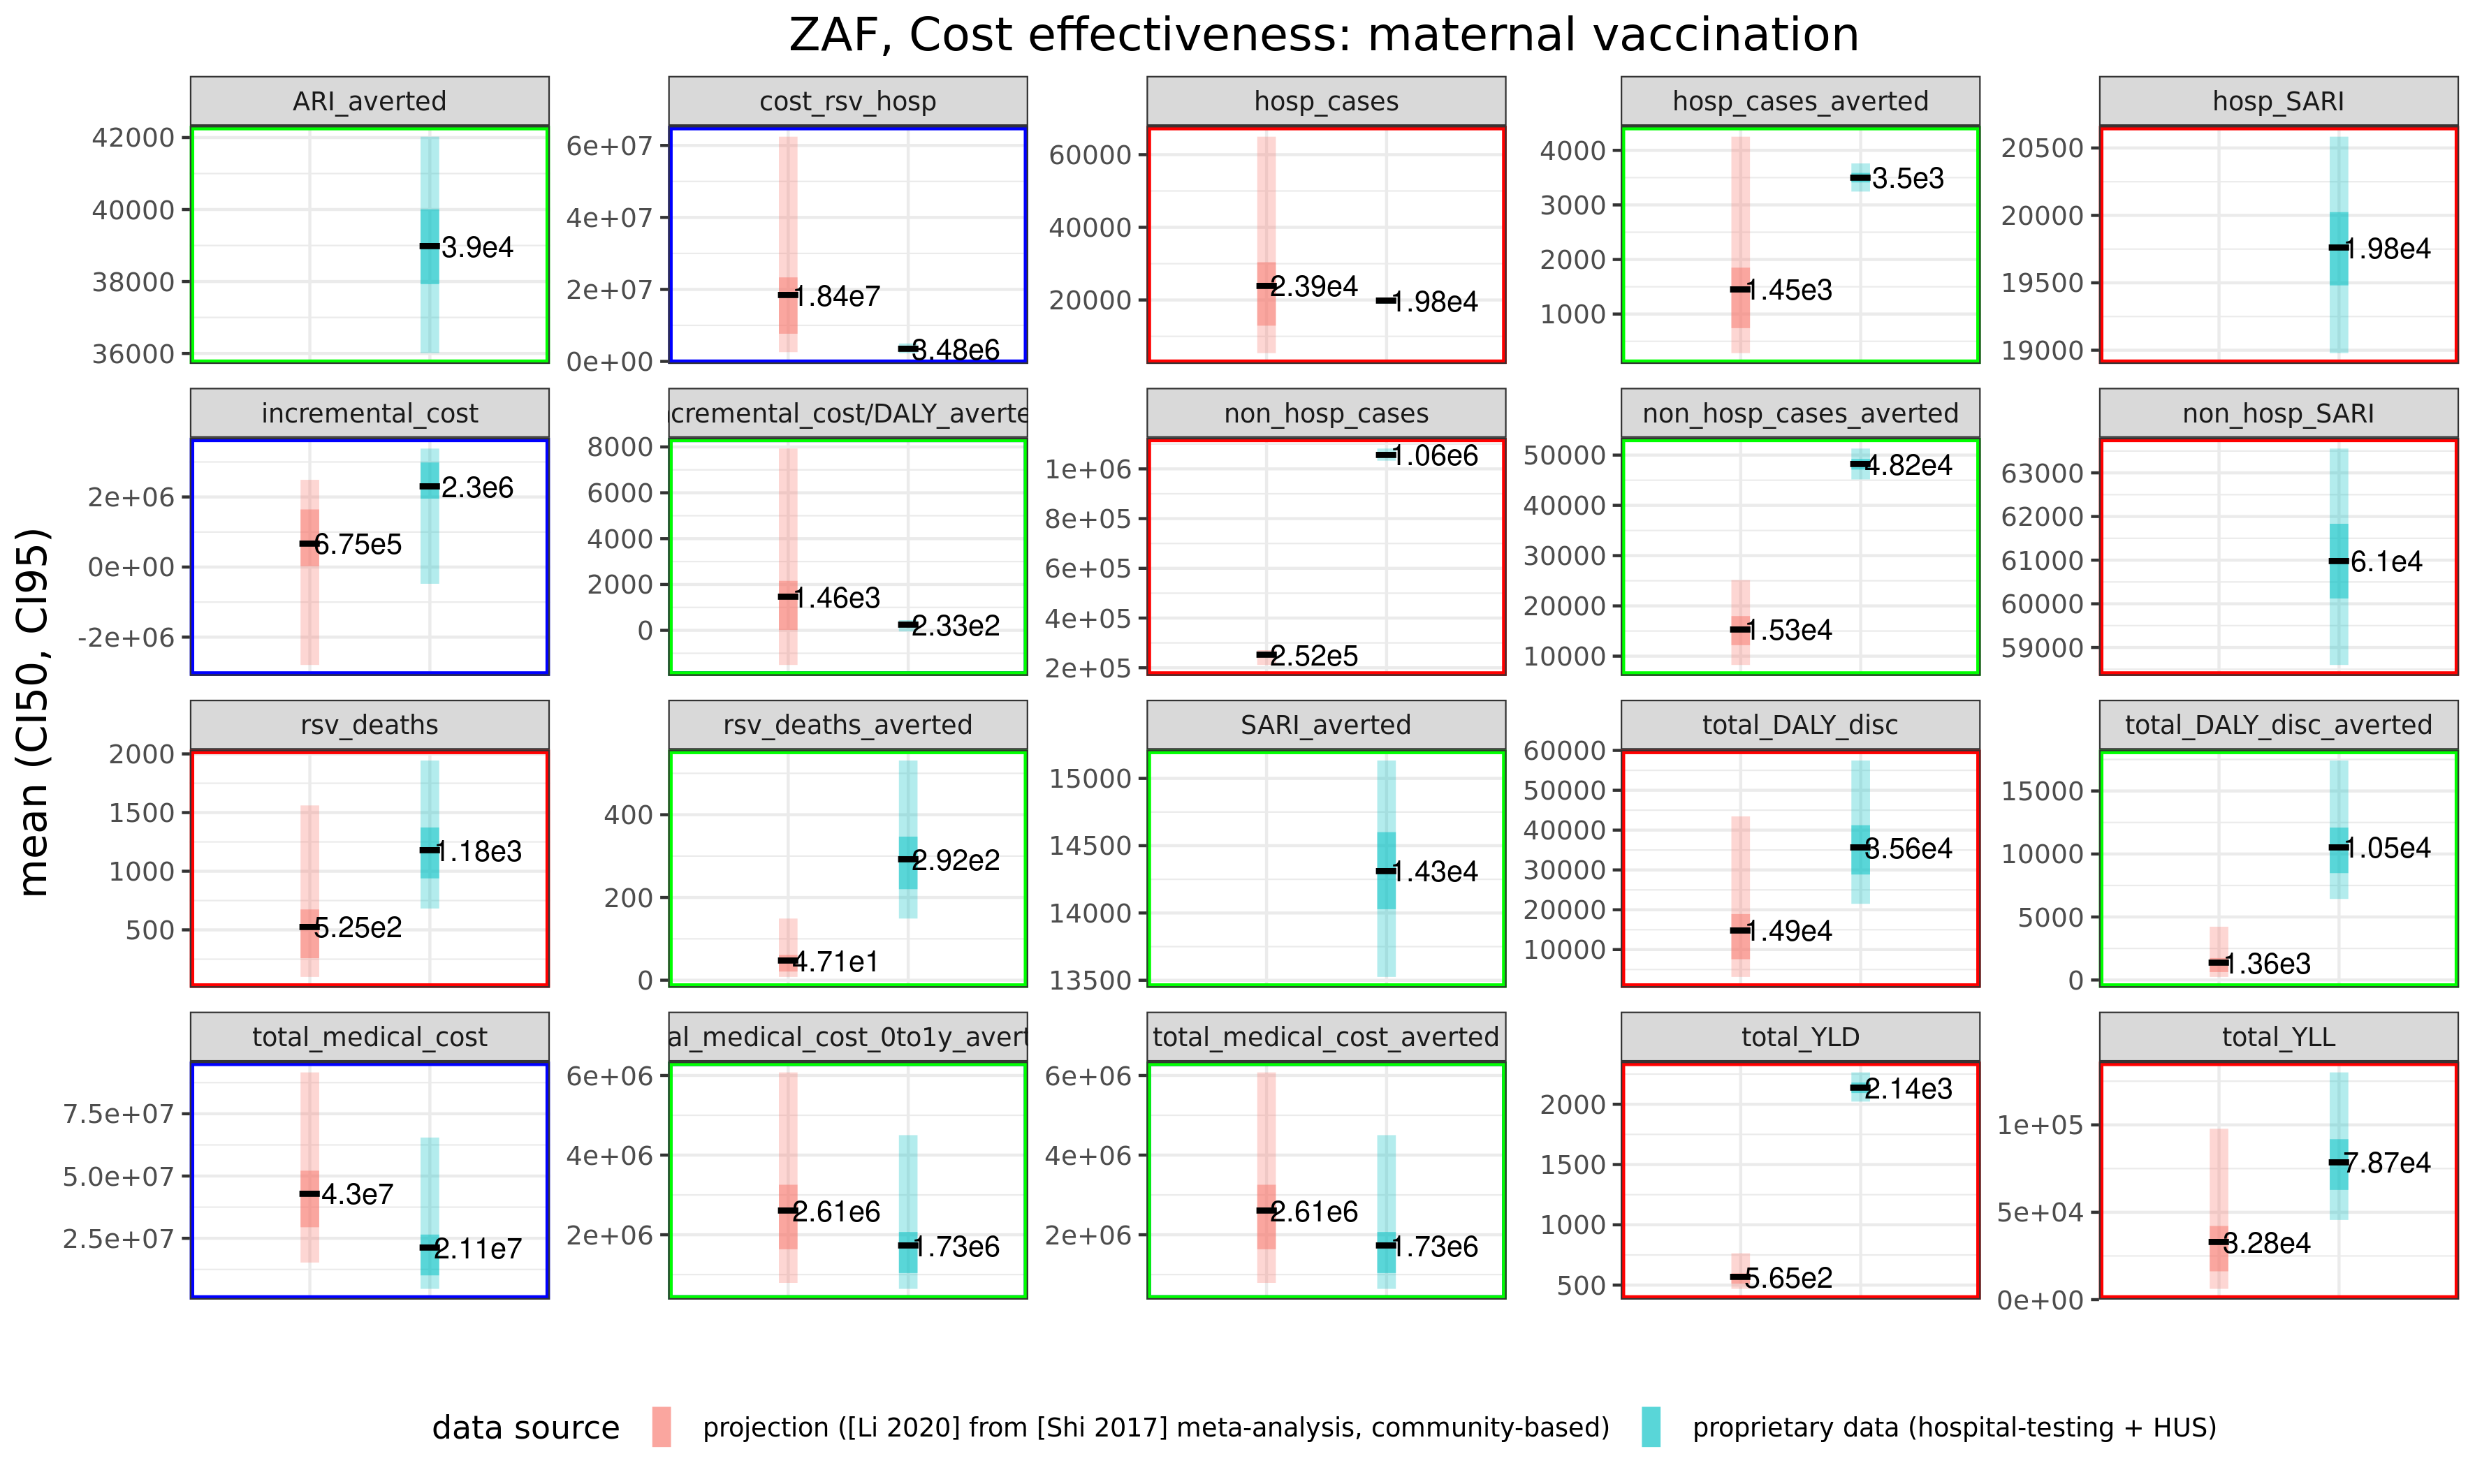 ZAF, Cost effectiveness: maternal vaccination
mean (CI50, CI95)
ARI_averted
42000
40000
38000
36000
3.9e4
cost_rsv_hosp
6e+07
4e+07
2e+07
0e+00
1.84e7
3.48e6
hosp_cases
60000
40000
20000
2.39e4
1.98e4
hosp_cases_averted
4000
3000
2000
1000
1.45e3
3.5e3
hosp_SARI
20500
20000
19500
19000
1.98e4
incremental_cost
2e+06
0e+00
-2e+06
6.75e5
2.3e6
cremental_cost/DALY_averte
8000
6000
4000
2000
0
1.46e3
2.33e2
non_hosp_cases
1e+06
8e+05
6e+05
4e+05
2e+05
2.52e5
1.06e6
non_hosp_cases_averted
50000
40000
30000
20000
10000
1.53e4
4.82e4
non_hosp_SARI
63000
62000
61000
60000
59000
6.1e4
rsv_deaths
2000
1500
1000
500
5.25e2
1.18e3
rsv_deaths_averted
400
200
0
4.71e1
2.92e2
SARI_averted
15000
14500
14000
13500
1.43e4
total_DALY_disc
60000
50000
40000
30000
20000
10000
1.49e4
3.56e4
total_DALY_disc_averted
15000
10000
5000
0
1.36e3
1.05e4
total_medical_cost
7.5e+07
5.0e+07
2.5e+07
4.3e7
2.11e7
al_medical_cost_0to1y_avert
6e+06
4e+06
2e+06
2.61e6
1.73e6
total_medical_cost_averted
6e+06
4e+06
2e+06
2.61e6
1.73e6
total_YLD
2000
1500
1000
500
5.65e2
2.14e3
total_YLL
1e+05
5e+04
0e+00
3.28e4
7.87e4
data source projection ([Li 2020] from [Shi 2017] meta-analysis, community-based) proprietary data (hospital-testing + HUS)